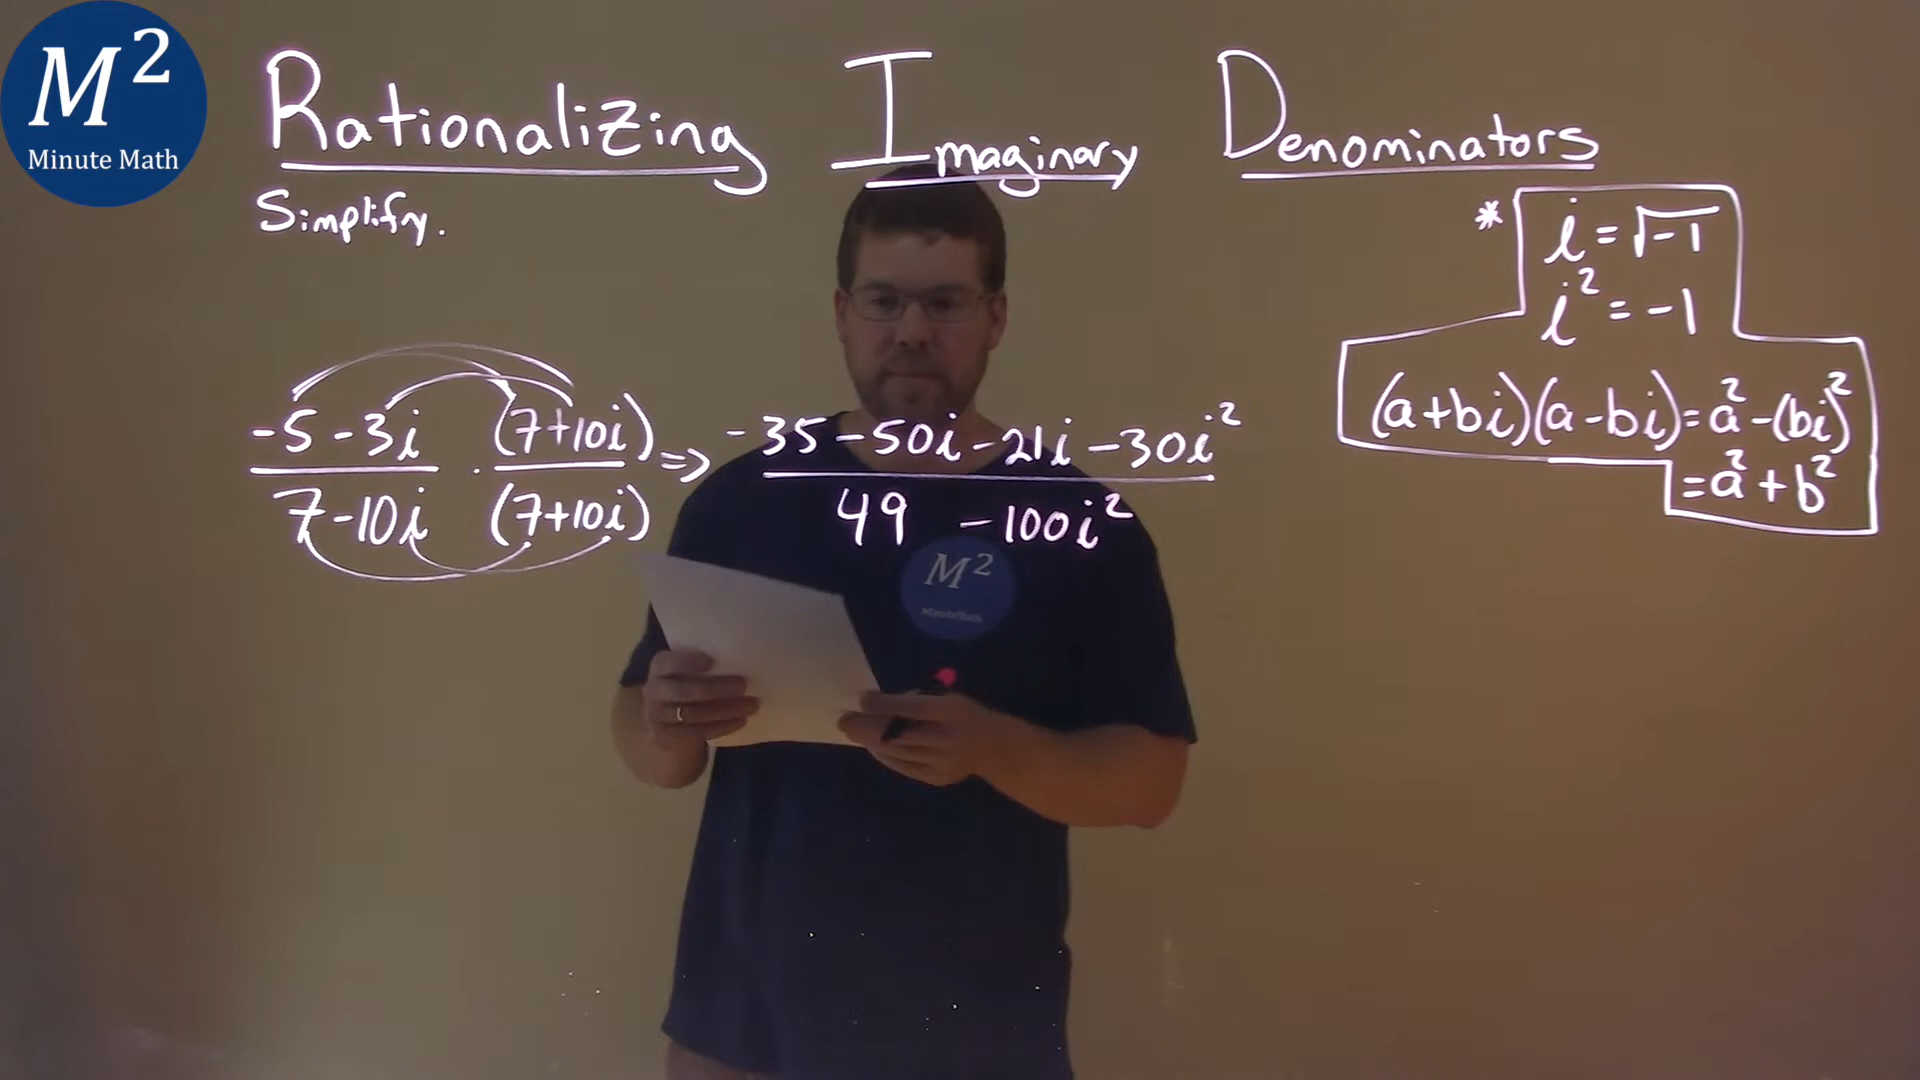 M²
Minute Math
Rationalizing Imaginary Denominators
Simplify.
* i = √-1
i² = -1
(a+bi)(a-bi) = a² - (bi)²
= a² + b²
-5-3i (7+10i) ⇒ -35-50i-21i-30i²
7-10i · (7+10i) 49 -100i²
M²
MinuteMath